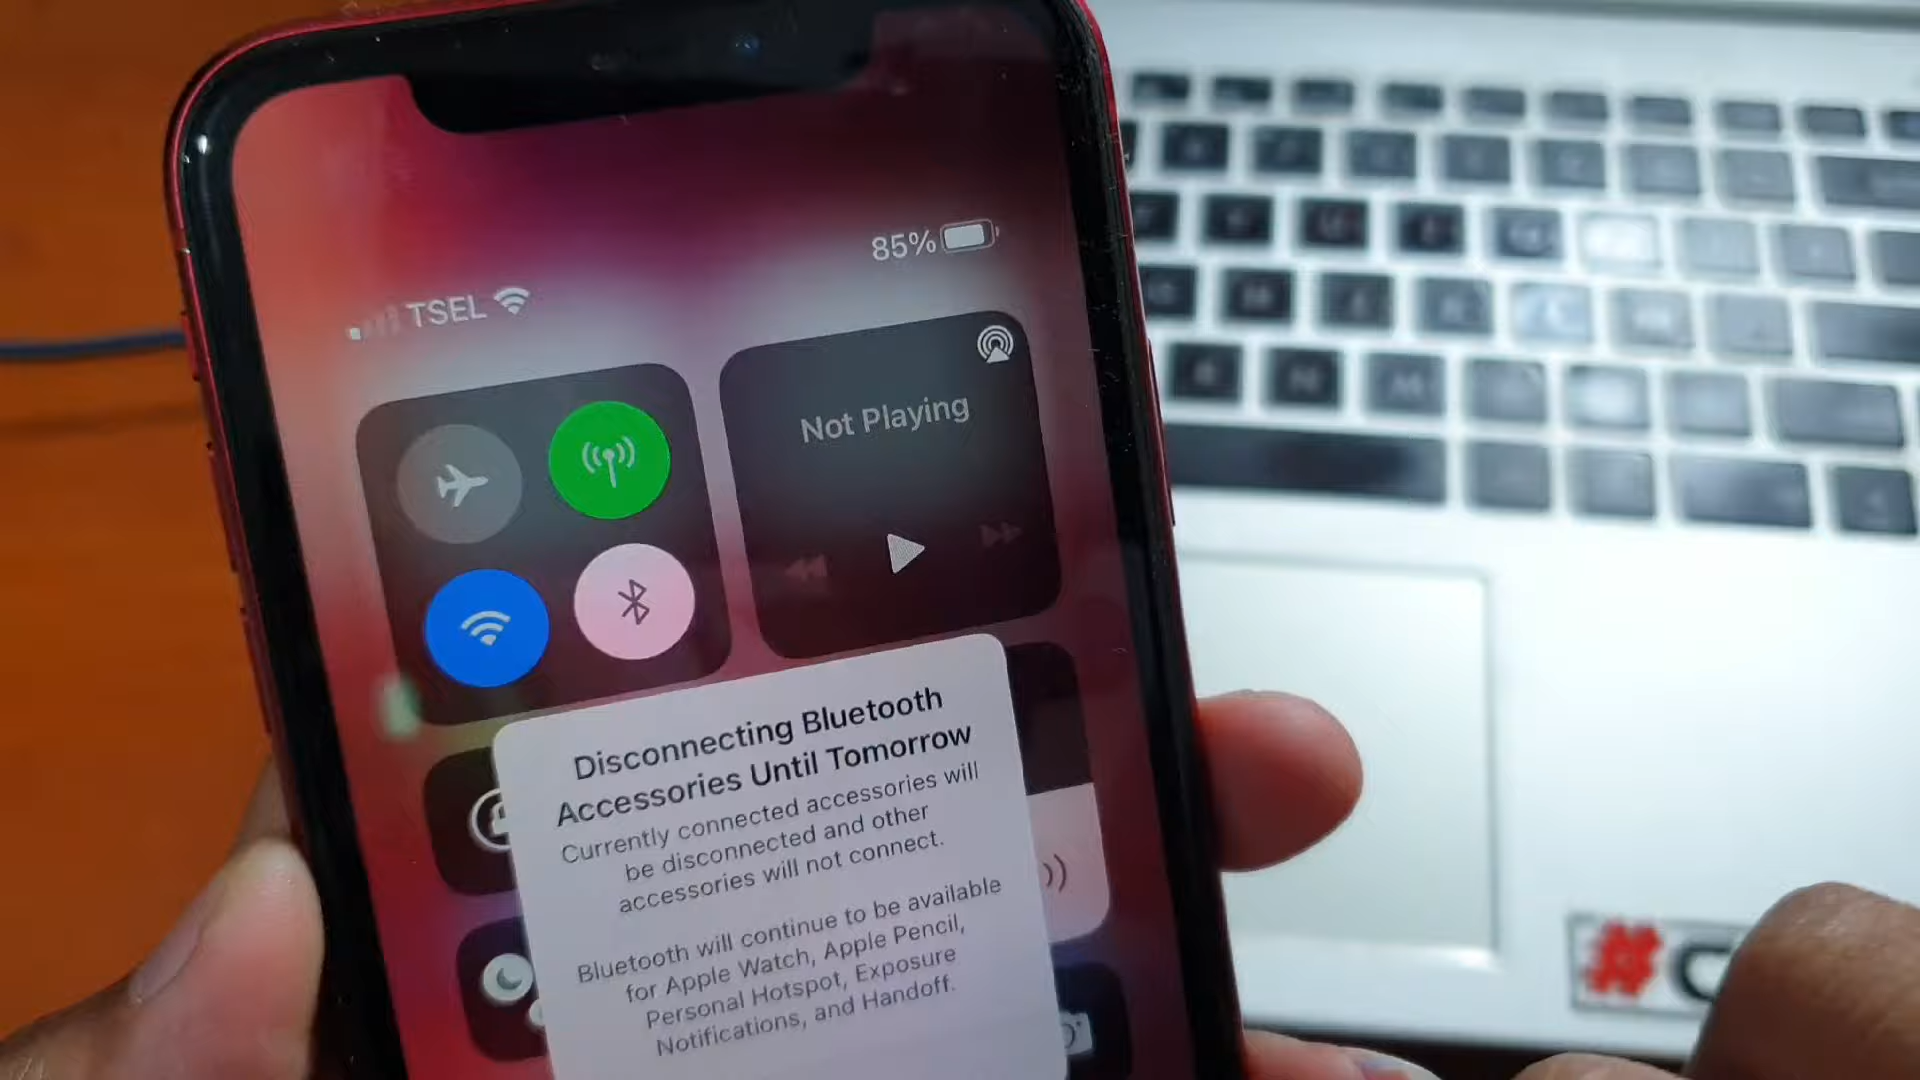 85%
TSEL
Not Playing
Disconnecting Bluetooth
Accessories Until Tomorrow
Currently connected accessories will
be disconnected and other
accessories will not connect.
Bluetooth will continue to be available
for Apple Watch, Apple Pencil,
Personal Hotspot, Exposure
Notifications, and Handoff.
#C